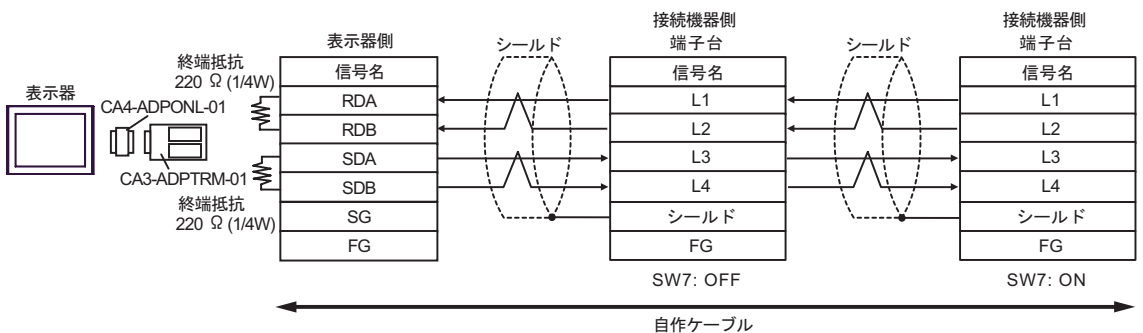 表示器
CA4-ADPONL-01
CA3-ADPTRM-01
終端抵抗
220 Ω (1/4W)
終端抵抗
220 Ω (1/4W)
表示器側
信号名
RDA
RDB
SDA
SDB
SG
FG
シールド
接続機器側
端子台
信号名
L1
L2
L3
L4
シールド
FG
SW7: OFF
シールド
接続機器側
端子台
信号名
L1
L2
L3
L4
シールド
FG
SW7: ON
自作ケーブル